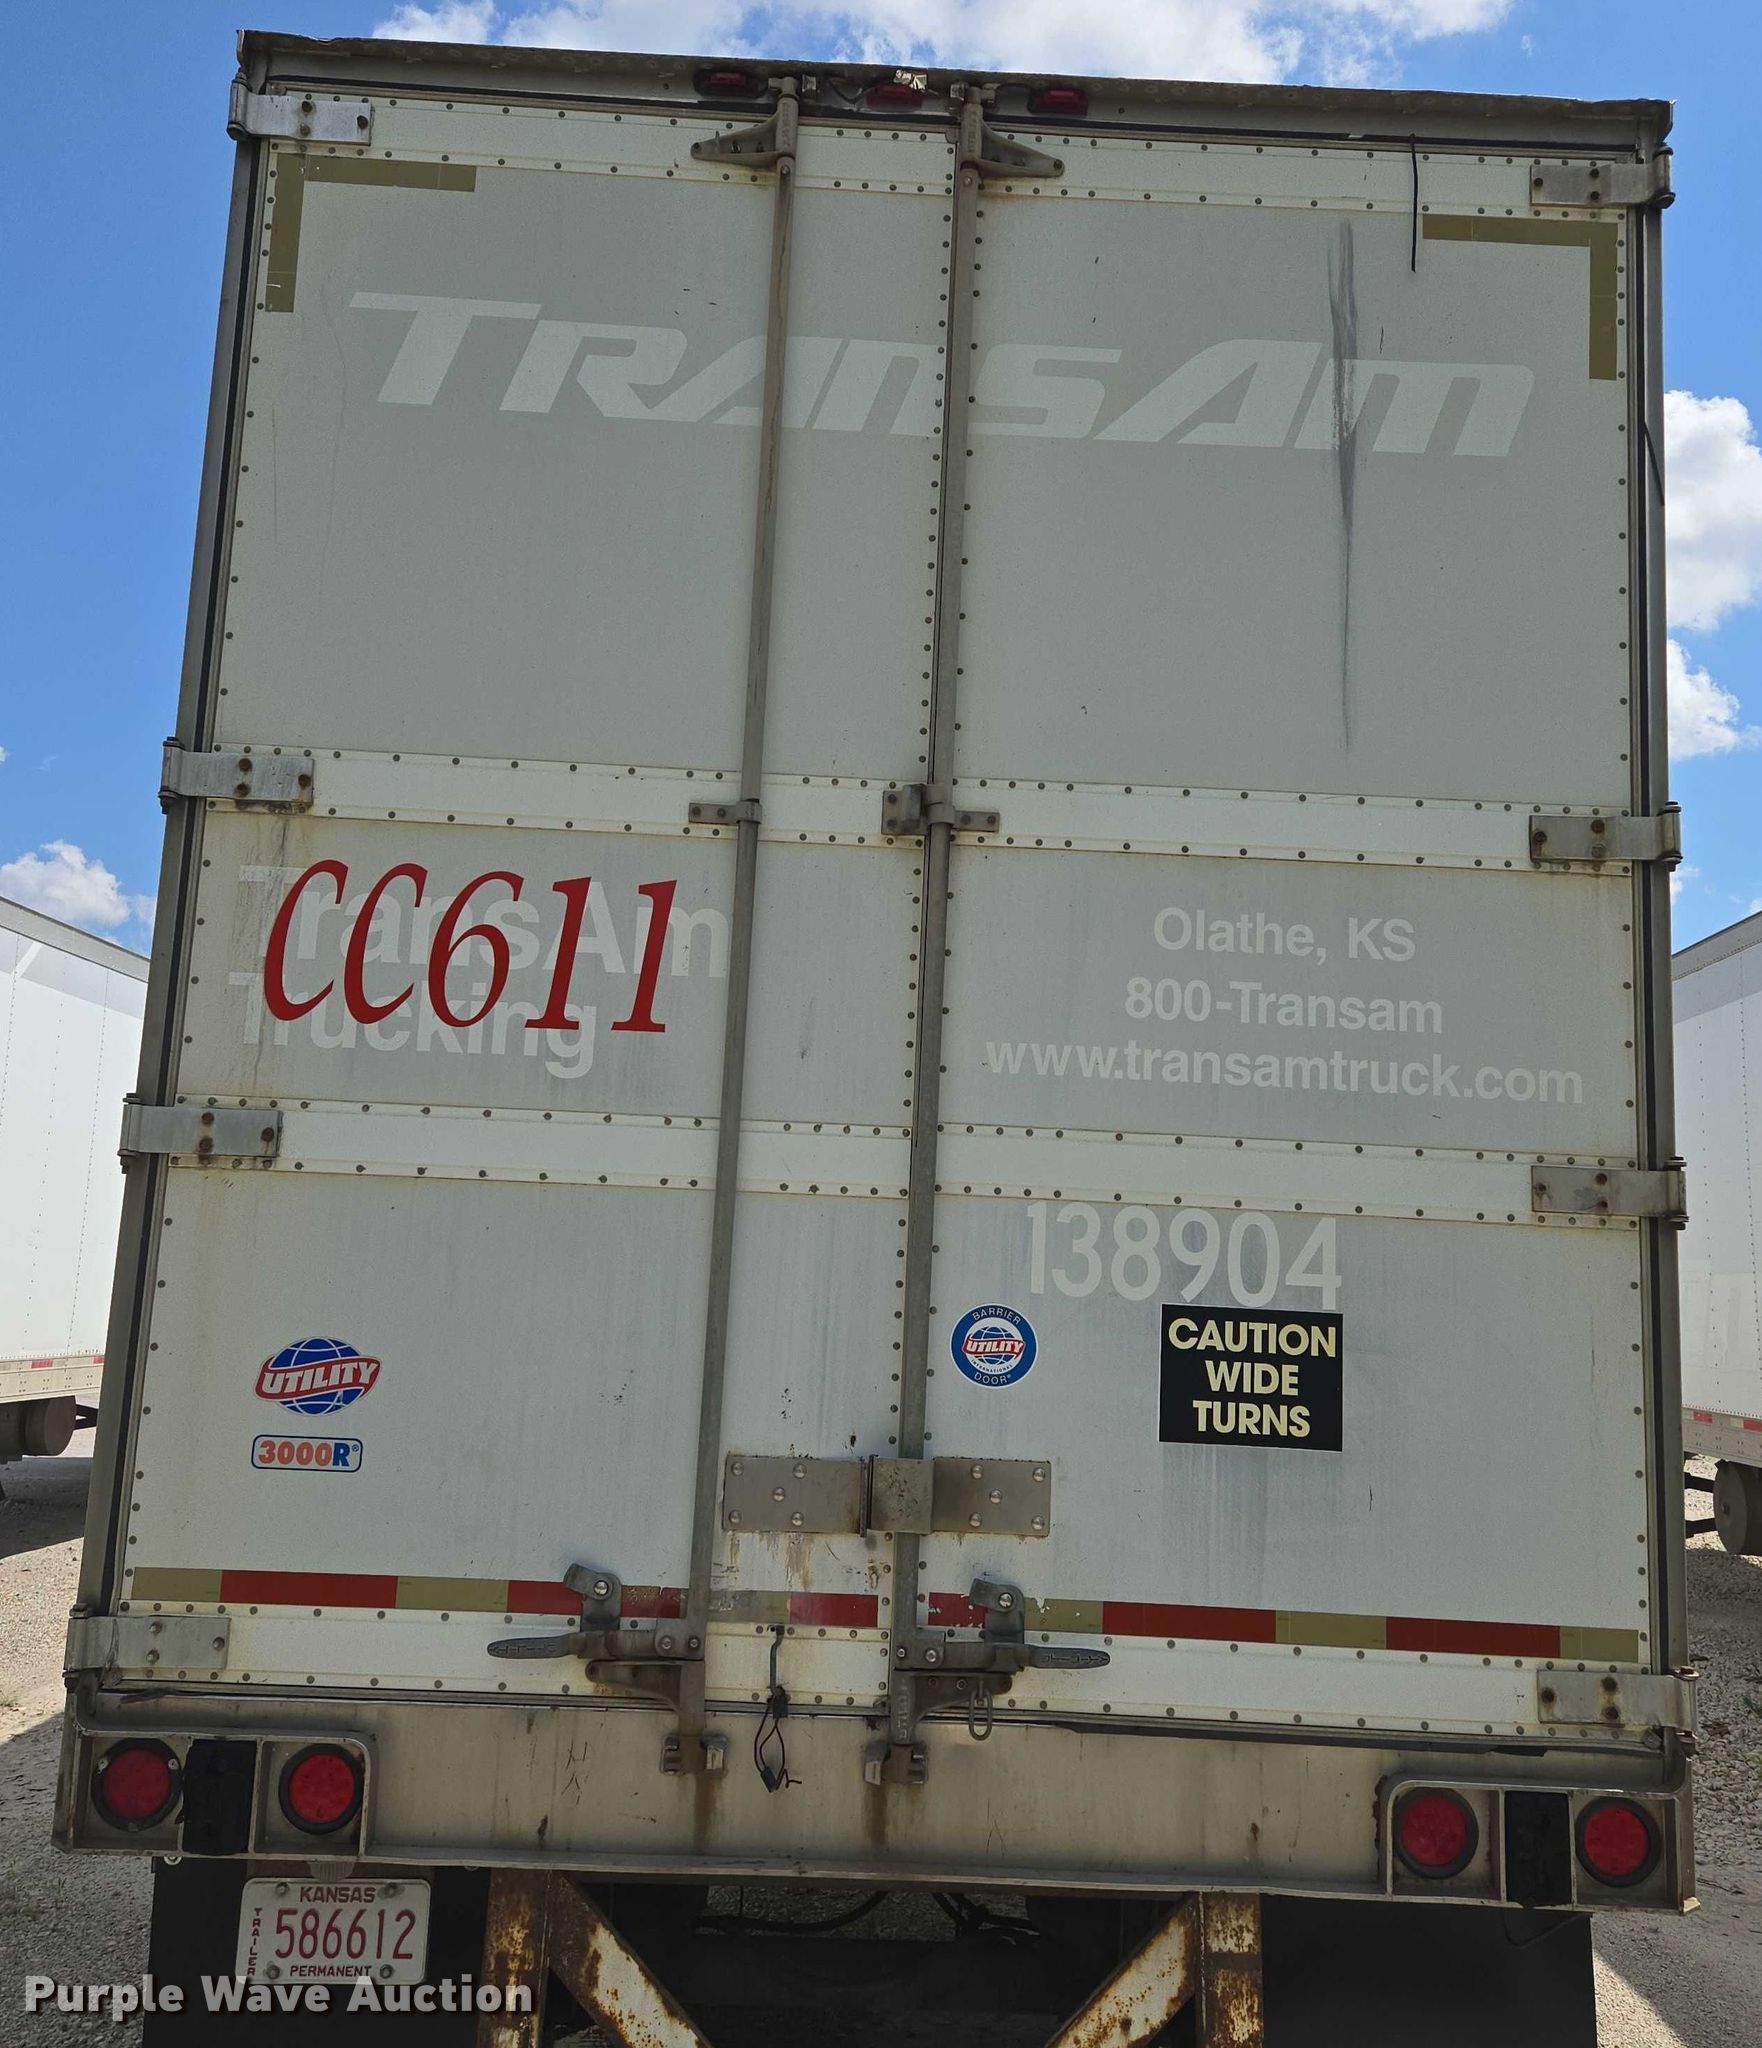 TRANSAM
CC611
TransAm
Trucking
Olathe, KS
800-Transam
www.transamtruck.com
138904
BARRIER
UTILITY
INTERNATIONAL
DOOR®
UTILITY
3000R®
CAUTION
WIDE
TURNS
KANSAS
TRAILER
586612
PERMANENT
Purple Wave Auction